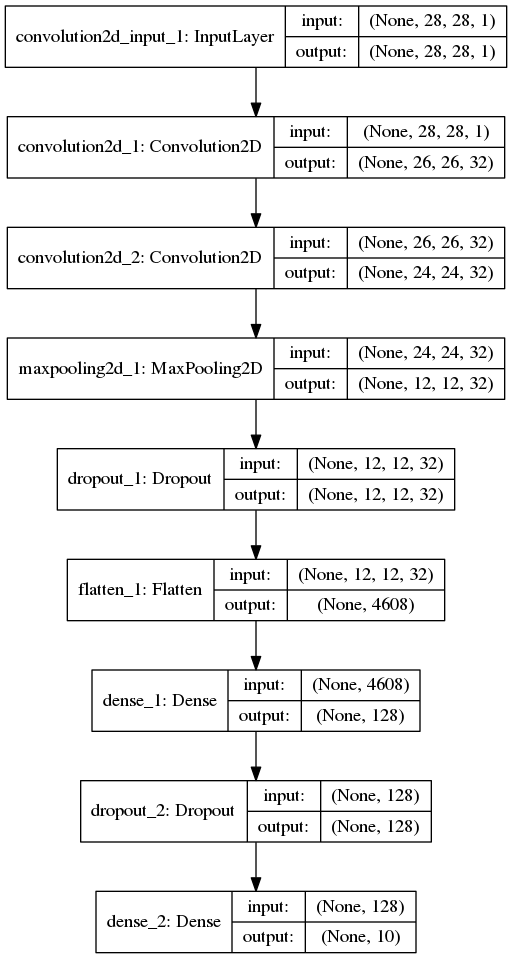 convolution2d_input_1: InputLayer
input:
(None, 28, 28, 1)
output:
(None, 28, 28, 1)
convolution2d_1: Convolution2D
input:
(None, 28, 28, 1)
output:
(None, 26, 26, 32)
convolution2d_2: Convolution2D
input:
(None, 26, 26, 32)
output:
(None, 24, 24, 32)
maxpooling2d_1: MaxPooling2D
input:
(None, 24, 24, 32)
output:
(None, 12, 12, 32)
dropout_1: Dropout
input:
(None, 12, 12, 32)
output:
(None, 12, 12, 32)
flatten_1: Flatten
input:
(None, 12, 12, 32)
output:
(None, 4608)
dense_1: Dense
input:
(None, 4608)
output:
(None, 128)
dropout_2: Dropout
input:
(None, 128)
output:
(None, 128)
dense_2: Dense
input:
(None, 128)
output:
(None, 10)